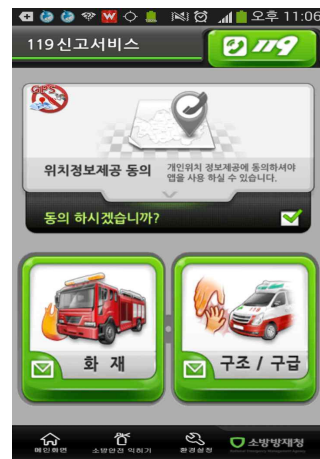 오후 11:06
119신고서비스
119
GPS
위치정보제공 동의
개인위치 정보제공에 동의하셔야
앱을 사용 하실 수 있습니다.
동의 하시겠습니까?
화 재
구조 / 구급
메인화면
소방안전 익히기
환경설정
소방방재청